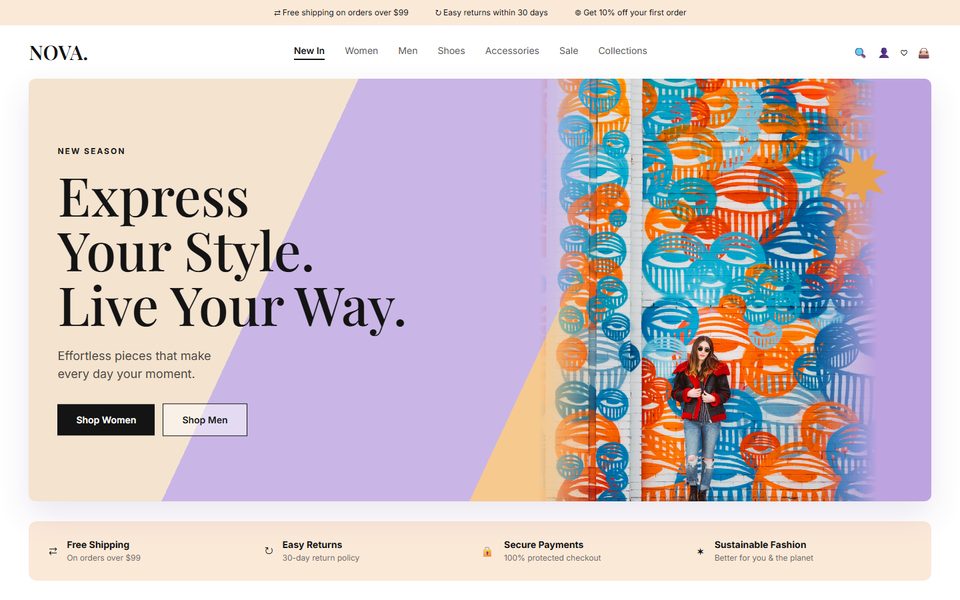 Free shipping on orders over $99
Easy returns within 30 days
Get 10% off your first order
NOVA.
New In
Women
Men
Shoes
Accessories
Sale
Collections
NEW SEASON
Express
Your Style.
Live Your Way.
Effortless pieces that make
every day your moment.
Shop Women
Shop Men
Free Shipping
On orders over $99
Easy Returns
30-day return policy
Secure Payments
100% protected checkout
Sustainable Fashion
Better for you & the planet